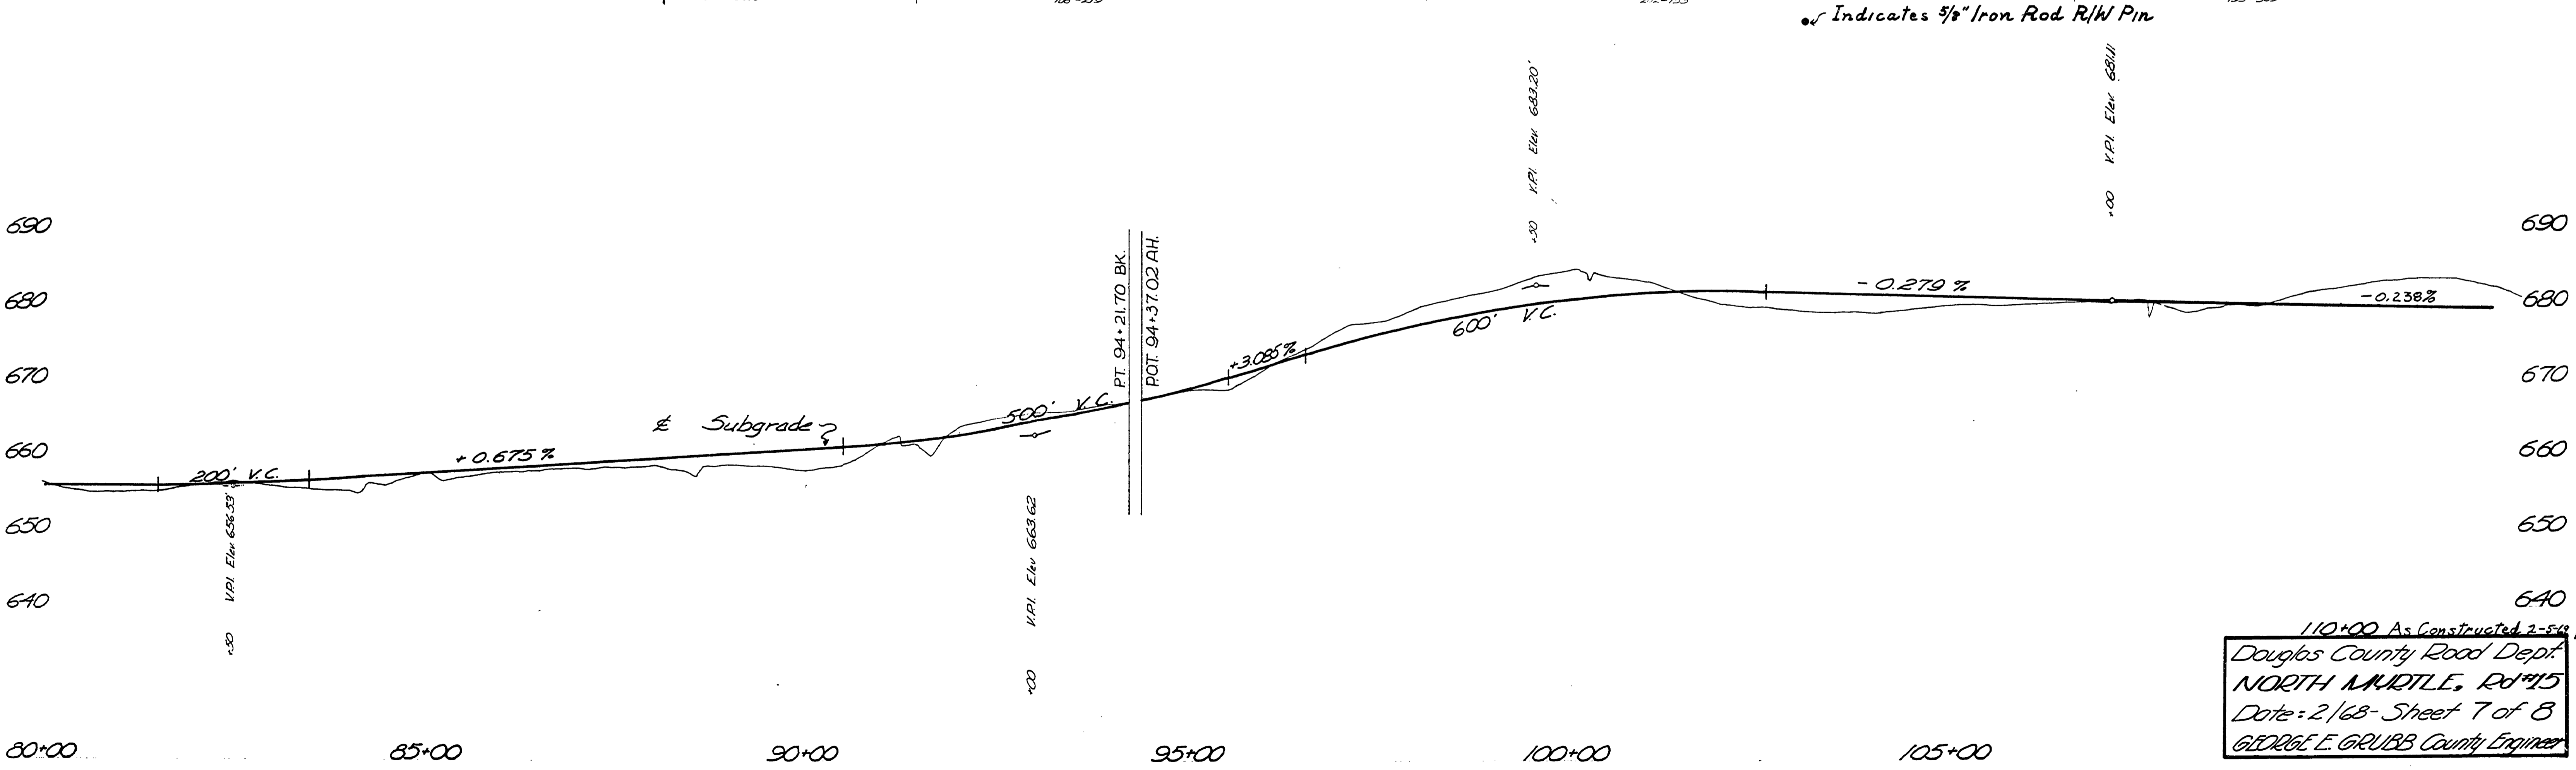 Indicates 5/8" Iron Rod R/W Pin
+50 V.P.I. Elev. 683.20'
+00 V.P.I. Elev. 681.11
690
690
P.T. 94+21.70 BK.
P.O.T. 94+37.02 AH.
680
-0.279 %
-0.238%
680
600' V.C.
670
+3.085%
670
500' V.C.
℄ Subgrade
660
+0.675 %
660
200' V.C.
650
650
+50 V.P.I. Elev 656.53'
+00 V.P.I. Elev 663.62
640
640
110+00 As Constructed
Douglas County Road Dept.
NORTH MYRTLE, Rd #15
Date: 2/68 - Sheet 7 of 8
GEORGE E. GRUBB County Engineer
80+00 85+00 90+00 95+00 100+00 105+00